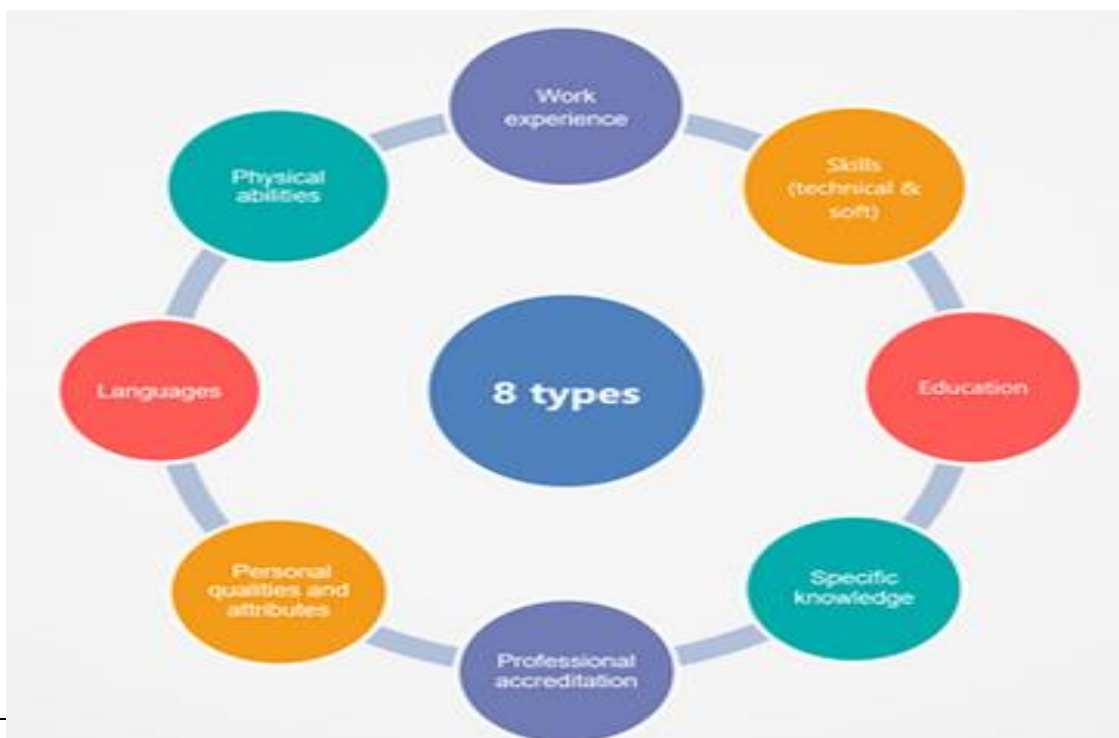 Work
experience
Skills
(technical &
soft)
Education
Specific
knowledge
Professional
accreditation
Personal
qualities and
attributes
Languages
Physical
abilities
8 types